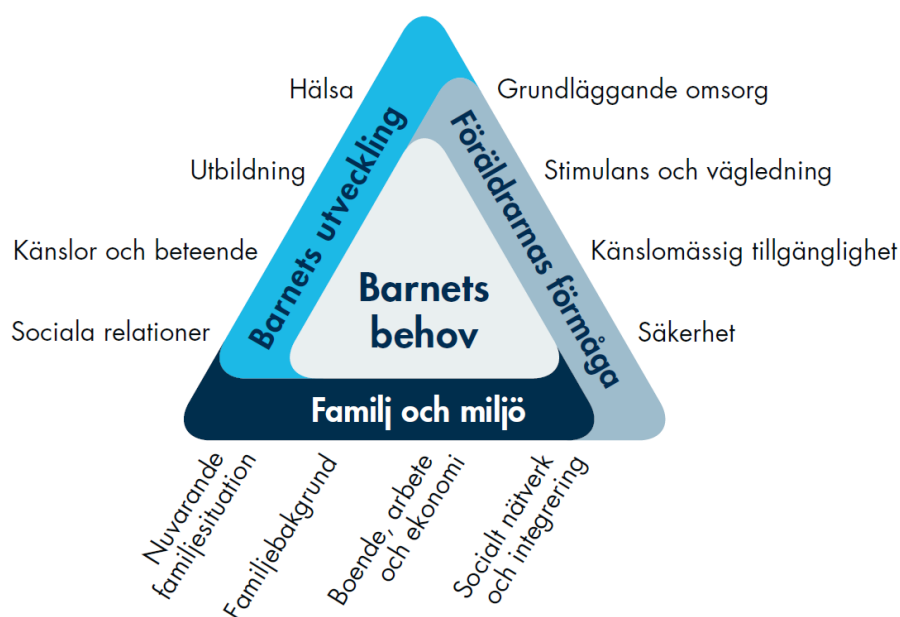 Hälsa
Utbildning
Känslor och beteende
Sociala relationer
Barnets utveckling
Grundläggande omsorg
Stimulans och vägledning
Känslomässig tillgänglighet
Säkerhet
Föräldrarnas förmåga
Barnets
behov
Familj och miljö
Nuvarande
familjesituation
Familjebakgrund
Boende, arbete
och ekonomi
Socialt nätverk
och integrering